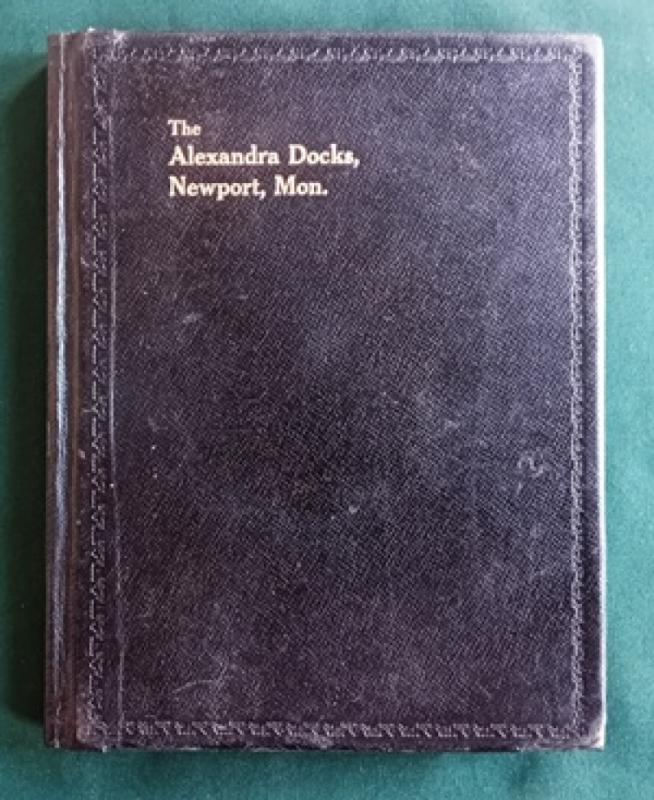 The
Alexandra Docks,
Newport, Mon.